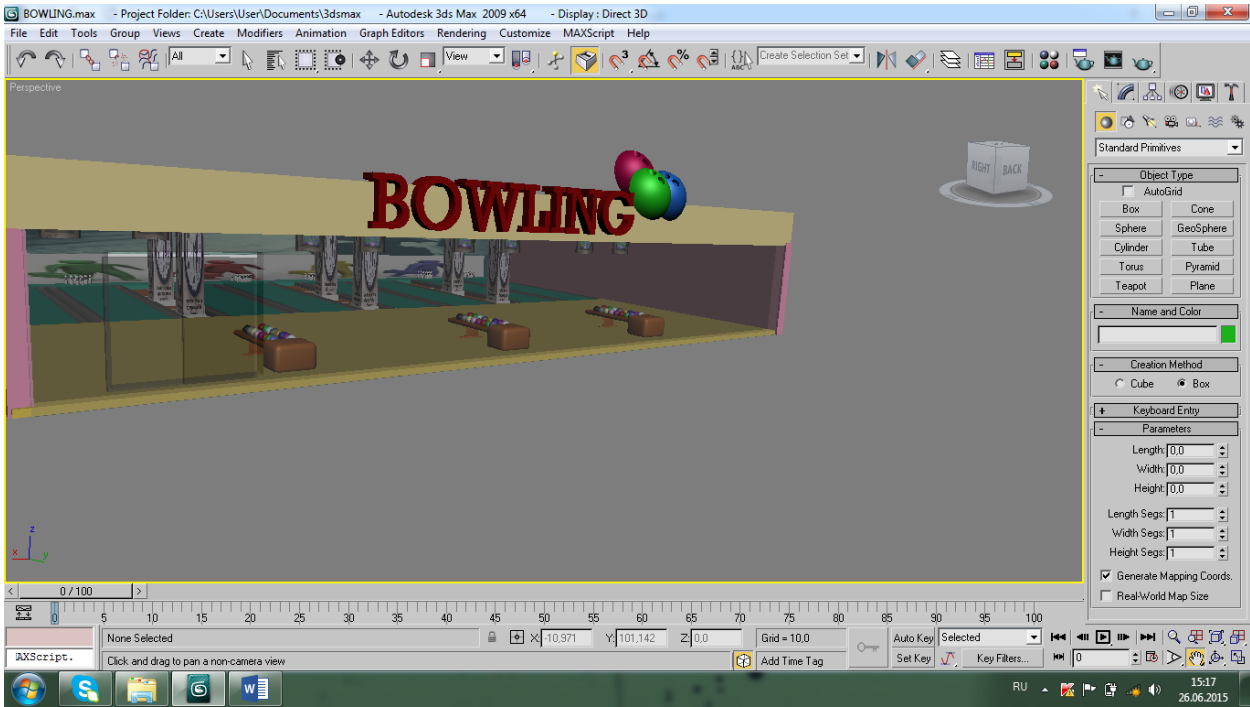 BOWLING.max - Project Folder: C:\Users\User\Documents\3dsmax - Autodesk 3ds Max 2009 x64 - Display : Direct 3D
File Edit Tools Group Views Create Modifiers Animation Graph Editors Rendering Customize MAXScript Help
All View Create Selection Set
Perspective
BOWLING
RIGHT BACK
Standard Primitives
- Object Type
AutoGrid
Box Cone
Sphere GeoSphere
Cylinder Tube
Torus Pyramid
Teapot Plane
- Name and Color
- Creation Method
Cube Box
+ Keyboard Entry
- Parameters
Length: 0,0
Width: 0,0
Height: 0,0
Length Segs: 1
Width Segs: 1
Height Segs: 1
Generate Mapping Coords.
Real-World Map Size
z
x y
< 0 / 100 >
0 5 10 15 20 25 30 35 40 45 50 55 60 65 70 75 80 85 90 95 100
None Selected X: -10,971 Y: 101,142 Z: 0,0 Grid = 10,0 Auto Key Selected
AXScript. Click and drag to pan a non-camera view Add Time Tag Set Key Key Filters... 0
RU 15:17
26.06.2015